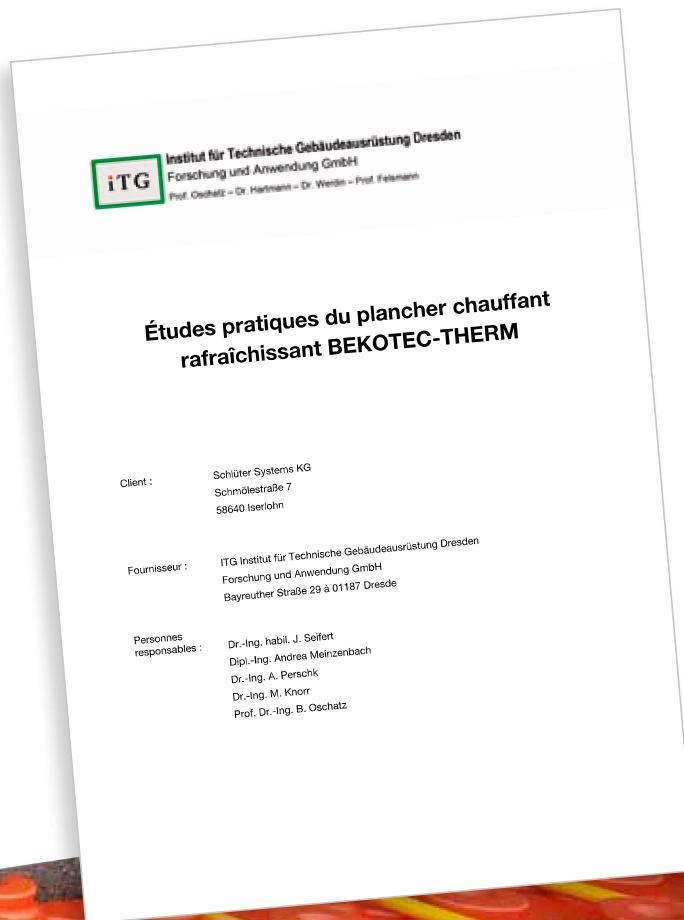 iTG
Institut für Technische Gebäudeausrüstung Dresden
Forschung und Anwendung GmbH
Prof. Oschatz – Dr. Hartmann – Dr. Werdin – Prof. Felsmann
Études pratiques du plancher chauffant
rafraîchissant BEKOTEC-THERM
Client :
Schlüter Systems KG
Schmölestraße 7
58640 Iserlohn
Fournisseur :
ITG Institut für Technische Gebäudeausrüstung Dresden
Forschung und Anwendung GmbH
Bayreuther Straße 29 à 01187 Dresde
Personnes
responsables :
Dr.-Ing. habil. J. Seifert
Dipl.-Ing. Andrea Meinzenbach
Dr.-Ing. A. Perschk
Dr.-Ing. M. Knorr
Prof. Dr.-Ing. B. Oschatz